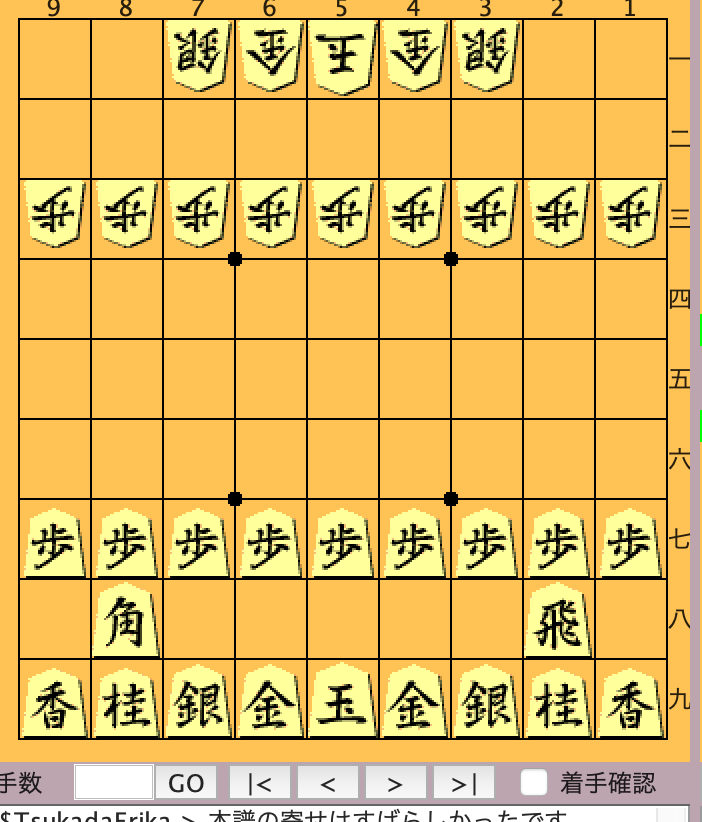 9 8 7 6 5 4 3 2 1
銀 金 玉 金 銀 一
二
歩 歩 歩 歩 歩 歩 歩 歩 歩 三
四
五
六
歩 歩 歩 歩 歩 歩 歩 歩 歩 七
角 飛 八
香 桂 銀 金 玉 金 銀 桂 香 九
手数 GO |< < > >| 着手確認
$TsukadaErika > 本譜の寄せはすばらしかったです